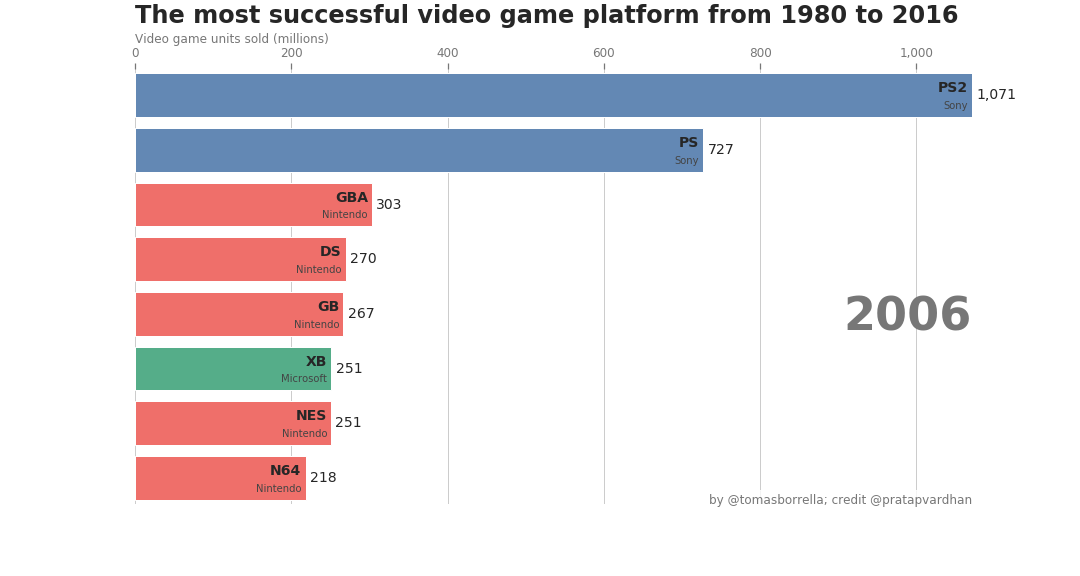 The most successful video game platform from 1980 to 2016
Video game units sold (millions)
0 200 400 600 800 1,000
PS2
Sony
1,071
PS
Sony
727
GBA
Nintendo
303
DS
Nintendo
270
GB
Nintendo
267
2006
XB
Microsoft
251
NES
Nintendo
251
N64
Nintendo
218
by @tomasborrella; credit @pratapvardhan